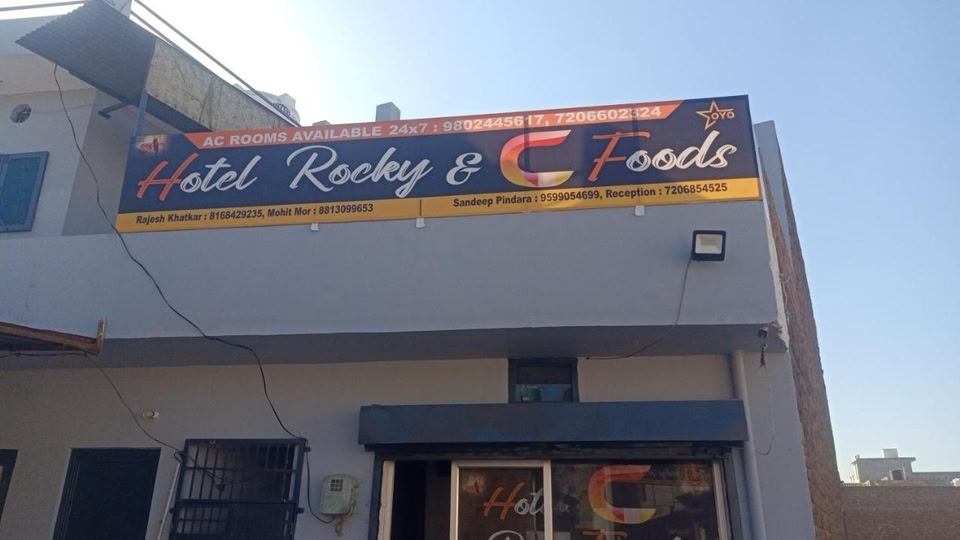 AC ROOMS AVAILABLE 24x7 : 9802445617, 7206602324
OYO
Hotel Rocky & C Foods
Rajesh Khatkar : 8168429235, Mohit Mor : 8813099653
Sandeep Pindara : 9599054699, Reception : 7206854525
Hotel C